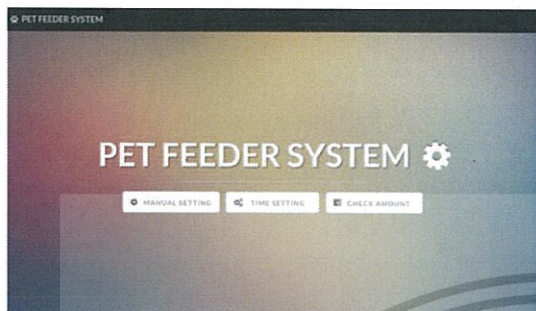 PET FEEDER SYSTEM
PET FEEDER SYSTEM
MANUAL SETTING
TIME SETTING
CHECK AMOUNT